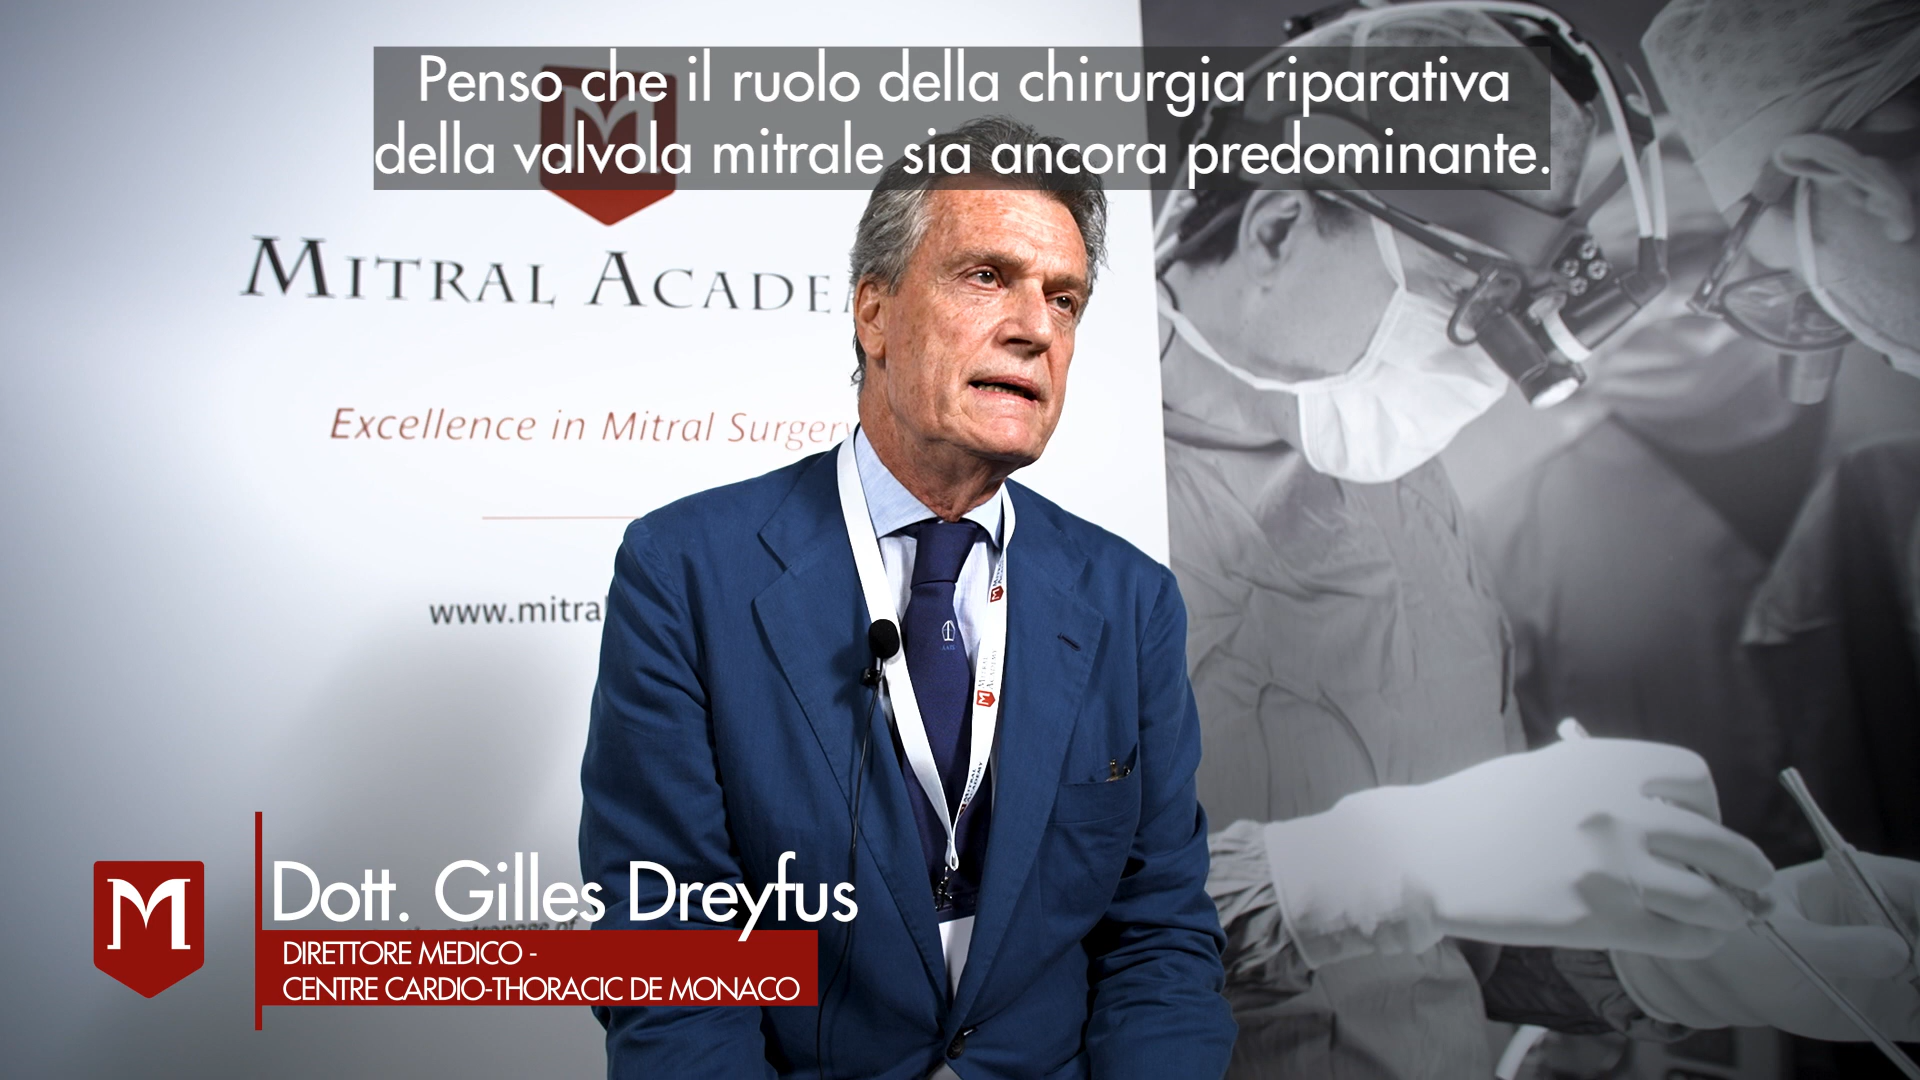 Penso che il ruolo della chirurgia riparativa
della valvola mitrale sia ancora predominante.
M
MITRAL ACADE
Excellence in Mitral Surgery
www.mitral
M
Dott. Gilles Dreyfus
DIRETTORE MEDICO -
CENTRE CARDIO-THORACIC DE MONACO